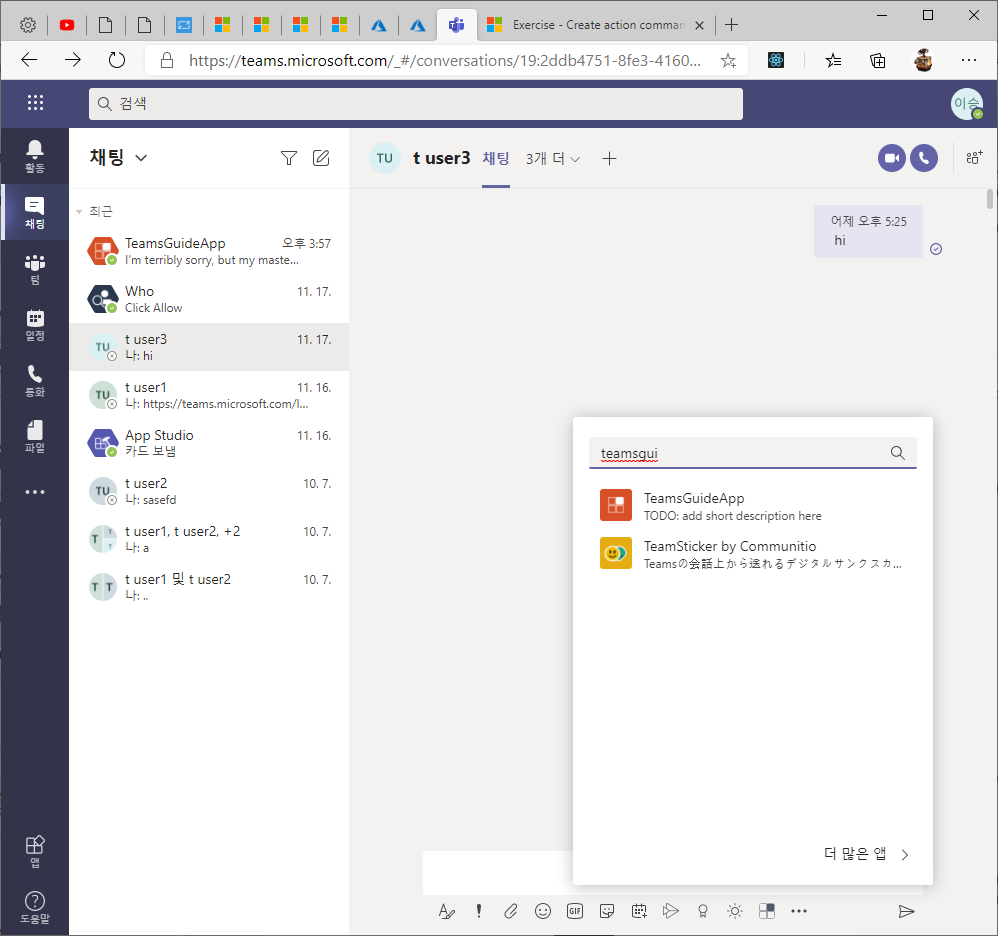 Exercise - Create action comman
https://teams.microsoft.com/_#/conversations/19:2ddb4751-8fe3-4160...
검색
이승
활동
채팅
팀
일정
통화
파일
앱
도움말
채팅
최근
TeamsGuideApp 오후 3:57
I'm terribly sorry, but my maste...
Who 11. 17.
Click Allow
TU t user3 11. 17.
나: hi
TU t user1 11. 16.
나: https://teams.microsoft.com/l...
App Studio 11. 16.
카드 보냄
TU t user2 10. 7.
나: sasefd
T t user1, t user2, +2 10. 7.
나: a
T T t user1 및 t user2 10. 7.
나: ..
TU t user3 채팅 3개 더
어제 오후 5:25
hi
teamsgui
TeamsGuideApp
TODO: add short description here
TeamSticker by Communitio
Teamsの会話上から送れるデジタルサンクスカ...
더 많은 앱
GIF